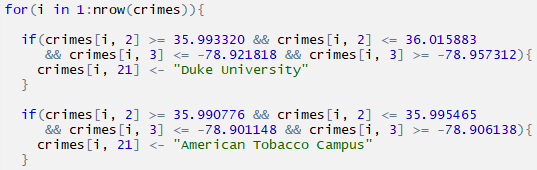 for(i in 1:nrow(crimes)){
if(crimes[i, 2] >= 35.993320 && crimes[i, 2] <= 36.015883
&& crimes[i, 3] <= -78.921818 && crimes[i, 3] >= -78.957312){
crimes[i, 21] <- "Duke University"
}
if(crimes[i, 2] >= 35.990776 && crimes[i, 2] <= 35.995465
&& crimes[i, 3] <= -78.901148 && crimes[i, 3] >= -78.906138){
crimes[i, 21] <- "American Tobacco Campus"
}